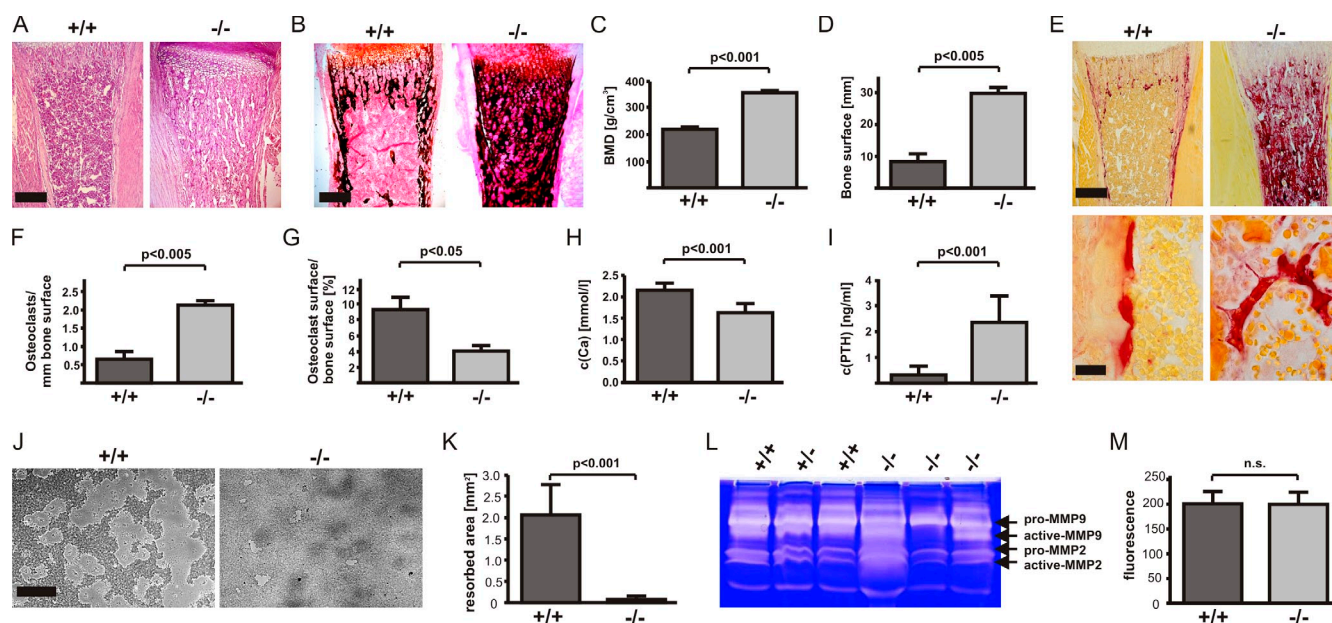 A
+/+
-/-
B
+/+
-/-
C
p<0.001
BMD [g/cm³]
400
300
200
100
+/+
-/-
D
p<0.005
Bone surface [mm]
30
20
10
+/+
-/-
E
+/+
-/-
F
p<0.005
Osteoclasts/
mm bone surface
2.5
2.0
1.5
1.0
0.5
+/+
-/-
G
p<0.05
Osteoclast surface/
bone surface [%]
12
10
8
6
4
+/+
-/-
H
p<0.001
c(Ca) [mmol/l]
2.5
2.0
1.5
1.0
0.5
0.0
+/+
-/-
I
p<0.001
c(PTH) [ng/ml]
4
3
2
1
+/+
-/-
J
+/+
-/-
K
p<0.001
resorbed area [mm²]
3.0
2.5
2.0
1.5
1.0
0.5
0
+/+
-/-
L
+/+
+/-
+/+
-/-
-/-
-/-
pro-MMP9
active-MMP9
pro-MMP2
active-MMP2
M
n.s.
fluorescence
250
200
150
100
50
0
+/+
-/-